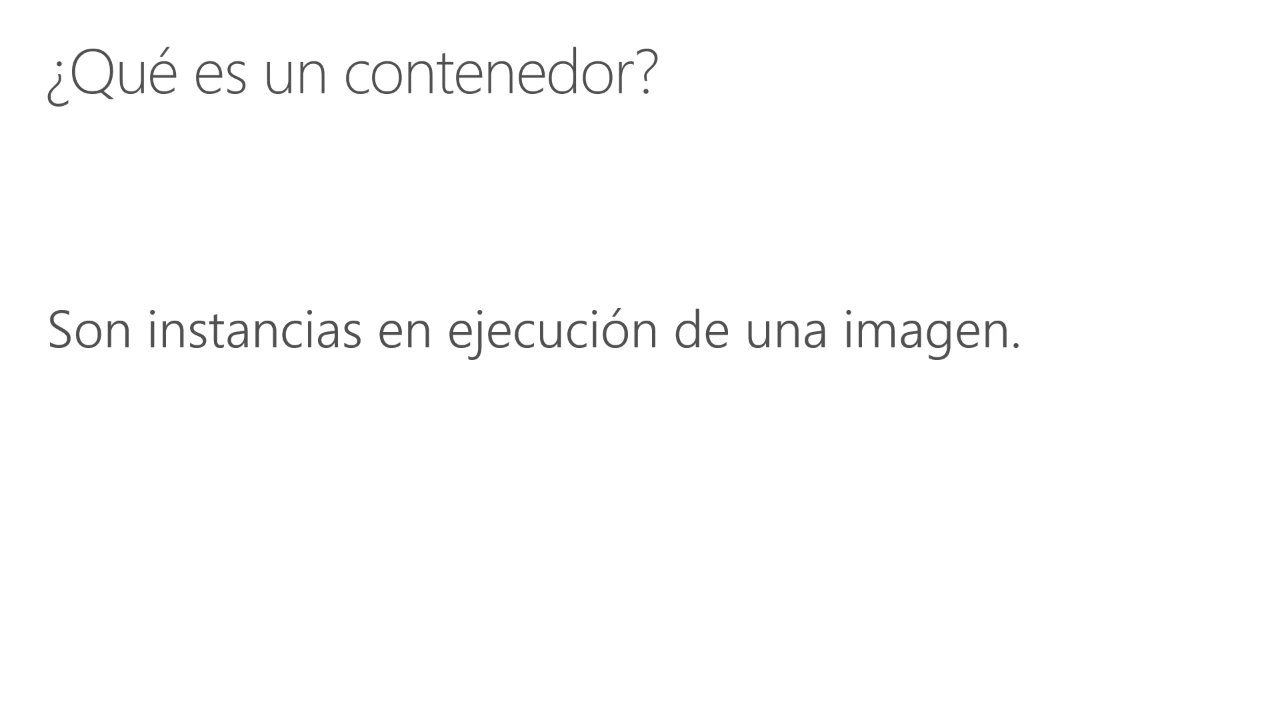 ¿Qué es un contenedor?
Son instancias en ejecución de una imagen.